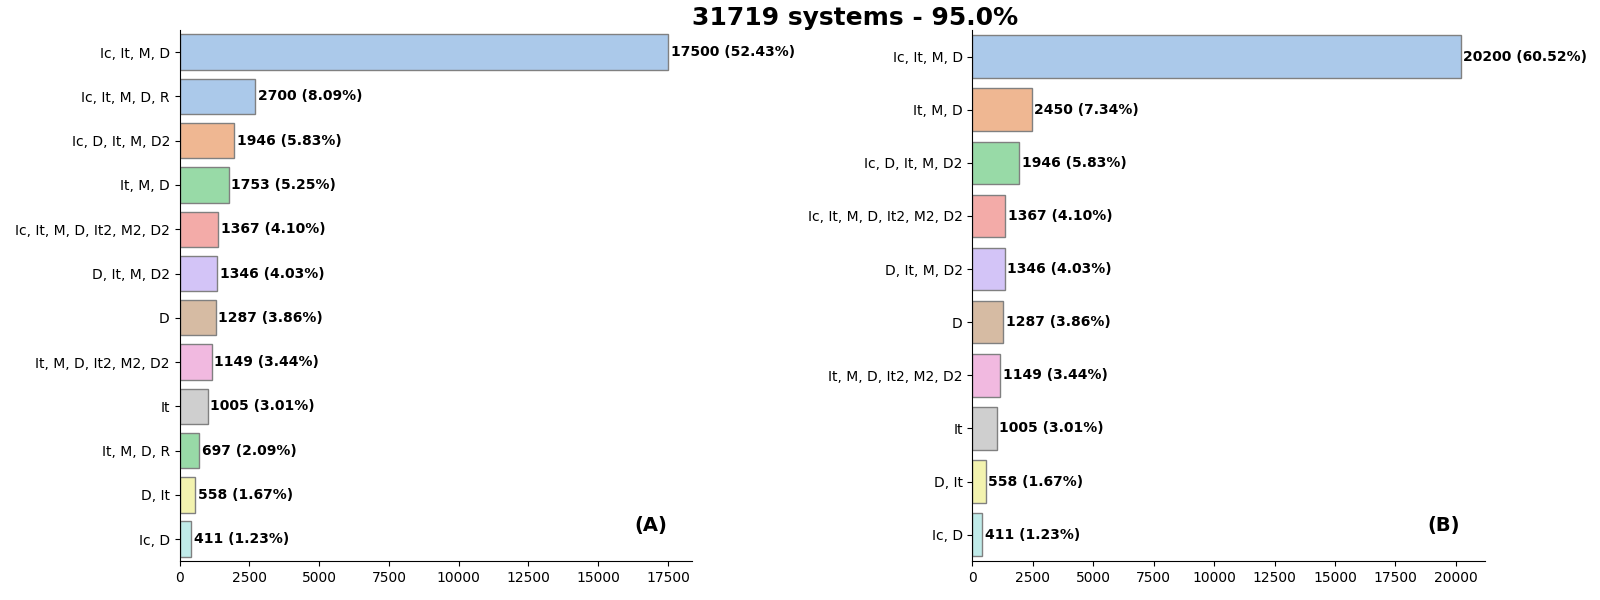 31719 systems - 95.0%
Ic, It, M, D 17500 (52.43%)
Ic, It, M, D, R 2700 (8.09%)
Ic, D, It, M, D2 1946 (5.83%)
It, M, D 1753 (5.25%)
Ic, It, M, D, It2, M2, D2 1367 (4.10%)
D, It, M, D2 1346 (4.03%)
D 1287 (3.86%)
It, M, D, It2, M2, D2 1149 (3.44%)
It 1005 (3.01%)
It, M, D, R 697 (2.09%)
D, It 558 (1.67%)
Ic, D 411 (1.23%)
(A)
0 2500 5000 7500 10000 12500 15000 17500
Ic, It, M, D 20200 (60.52%)
It, M, D 2450 (7.34%)
Ic, D, It, M, D2 1946 (5.83%)
Ic, It, M, D, It2, M2, D2 1367 (4.10%)
D, It, M, D2 1346 (4.03%)
D 1287 (3.86%)
It, M, D, It2, M2, D2 1149 (3.44%)
It 1005 (3.01%)
D, It 558 (1.67%)
Ic, D 411 (1.23%)
(B)
0 2500 5000 7500 10000 12500 15000 17500 20000